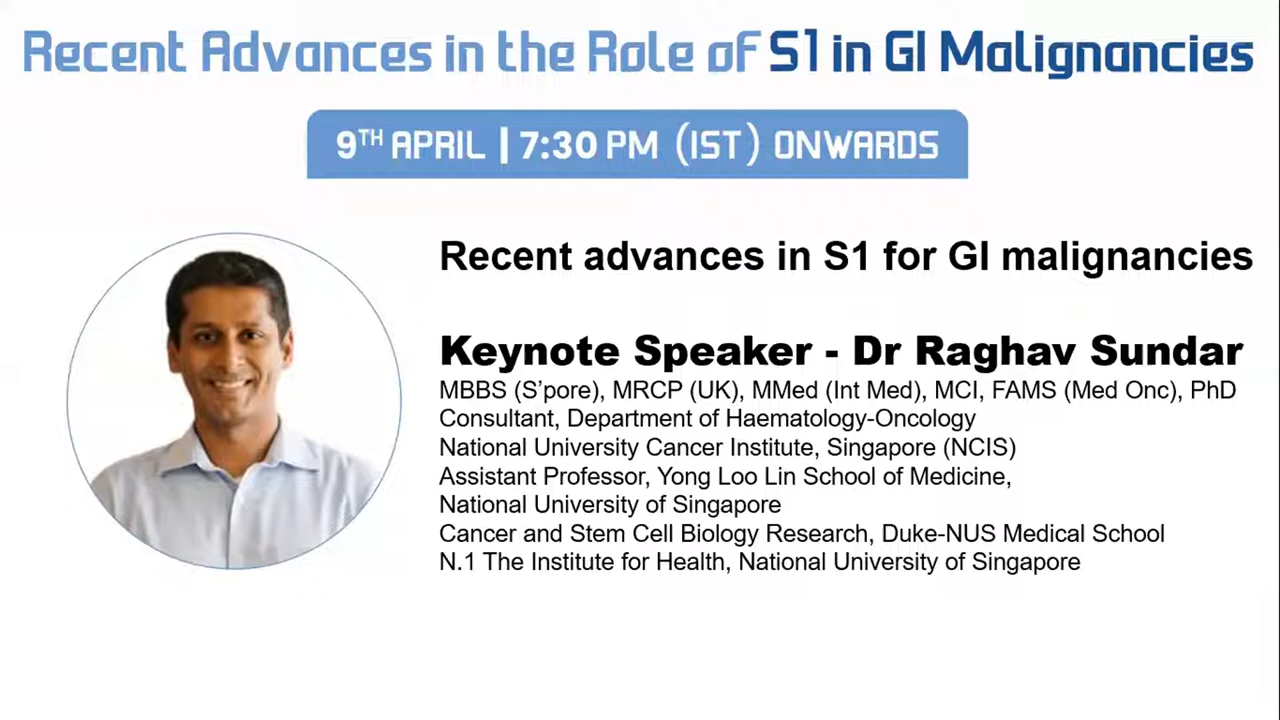 Recent Advances in the Role of S1 in GI Malignancies
9TH APRIL | 7:30 PM (IST) ONWARDS
Recent advances in S1 for GI malignancies
Keynote Speaker - Dr Raghav Sundar
MBBS (S’pore), MRCP (UK), MMed (Int Med), MCI, FAMS (Med Onc), PhD
Consultant, Department of Haematology-Oncology
National University Cancer Institute, Singapore (NCIS)
Assistant Professor, Yong Loo Lin School of Medicine,
National University of Singapore
Cancer and Stem Cell Biology Research, Duke-NUS Medical School
N.1 The Institute for Health, National University of Singapore